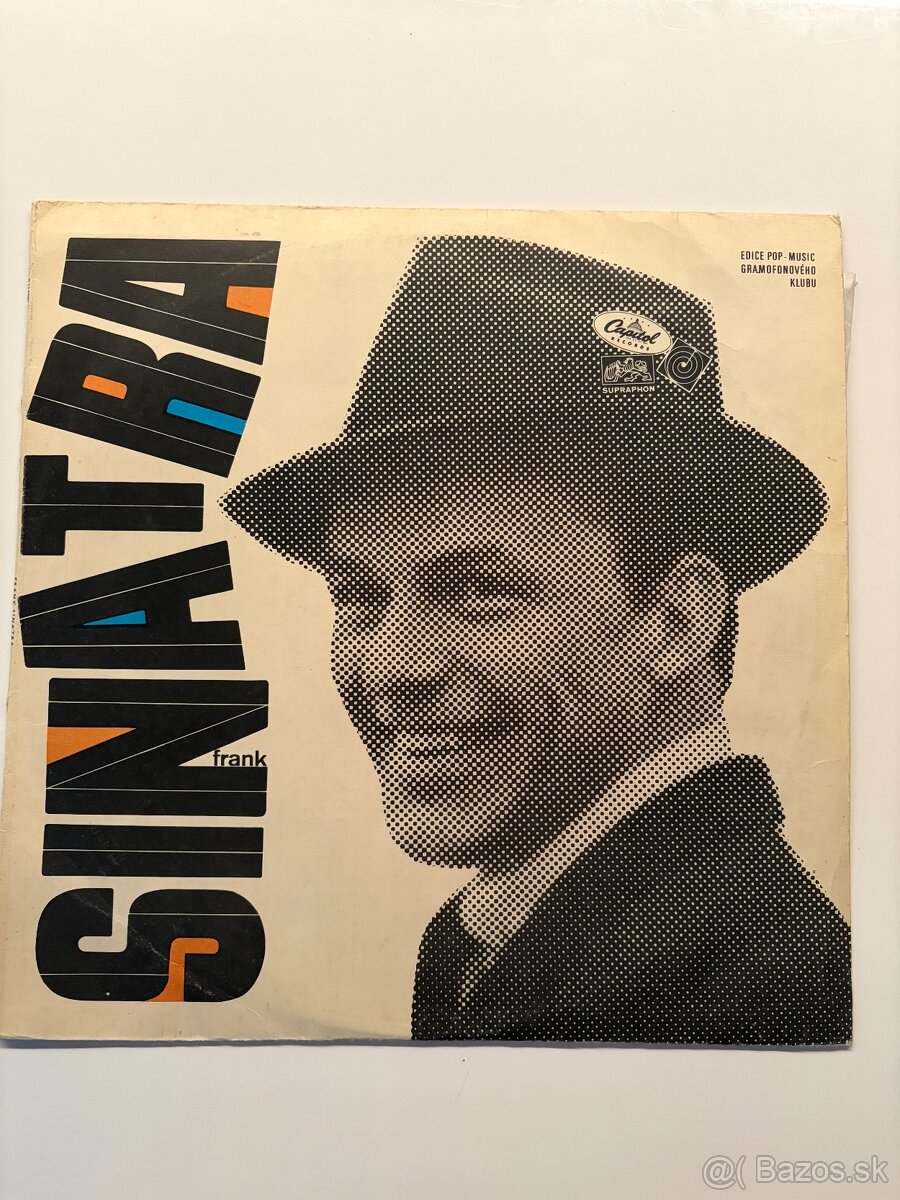 SINATRA
frank
EDICE POP-MUSIC
GRAMOFONOVÉHO
KLUBU
Capitol
RECORDS
SUPRAPHON
@( Bazos.sk